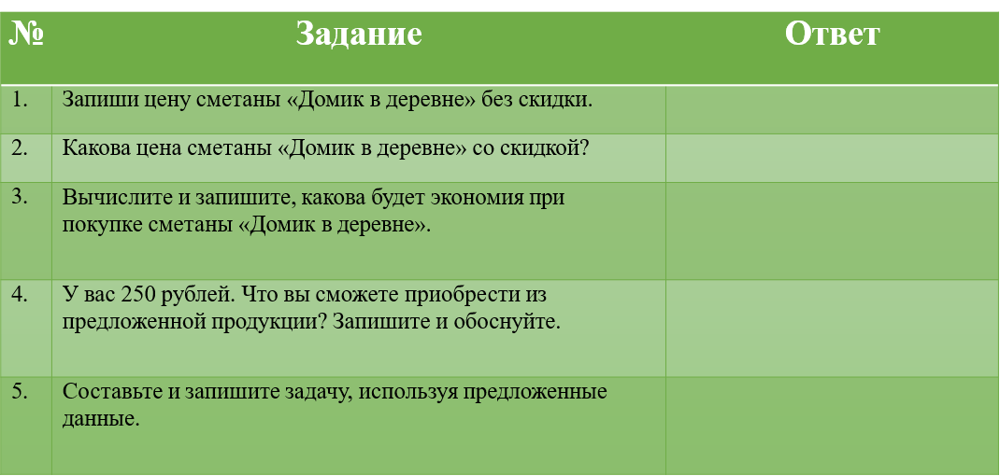 № Задание Ответ
1. Запиши цену сметаны «Домик в деревне» без скидки.
2. Какова цена сметаны «Домик в деревне» со скидкой?
3. Вычислите и запишите, какова будет экономия при
покупке сметаны «Домик в деревне».
4. У вас 250 рублей. Что вы сможете приобрести из
предложенной продукции? Запишите и обоснуйте.
5. Составьте и запишите задачу, используя предложенные
данные.